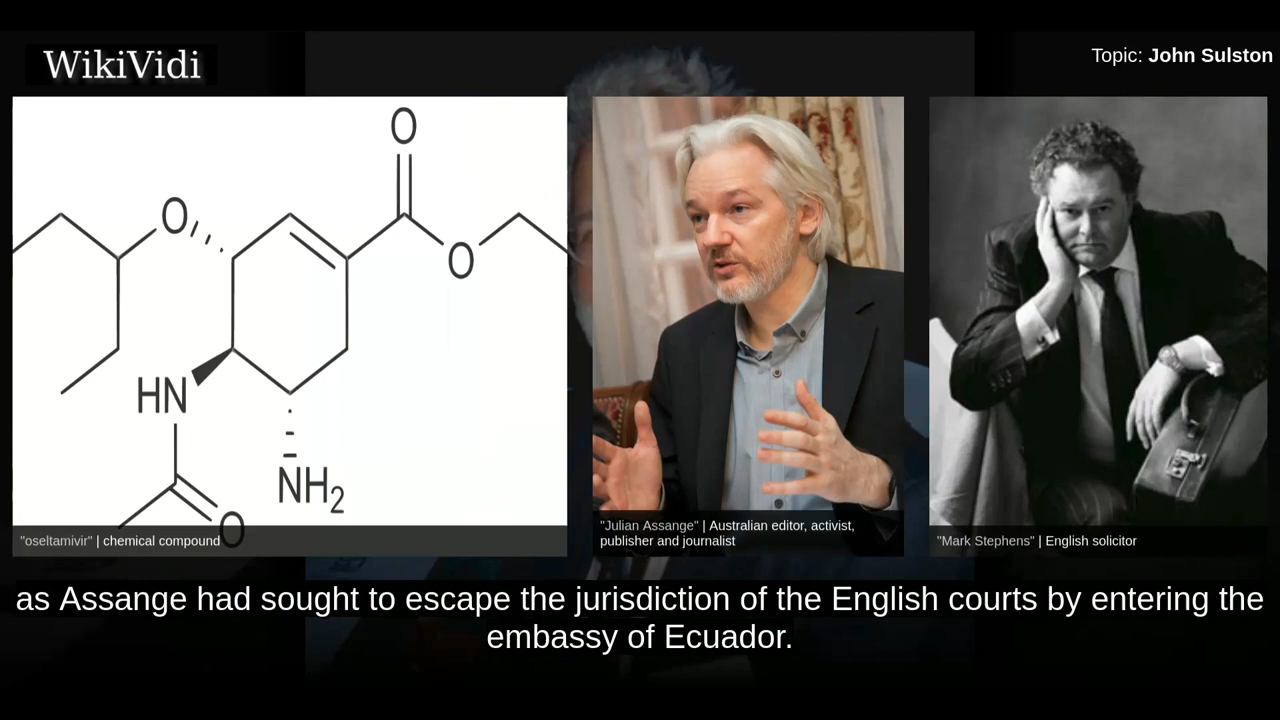 WikiVidi
Topic: John Sulston
O
O
O
HN
NH2
O
"oseltamivir" | chemical compound
"Julian Assange" | Australian editor, activist,
publisher and journalist
"Mark Stephens" | English solicitor
as Assange had sought to escape the jurisdiction of the English courts by entering the
embassy of Ecuador.